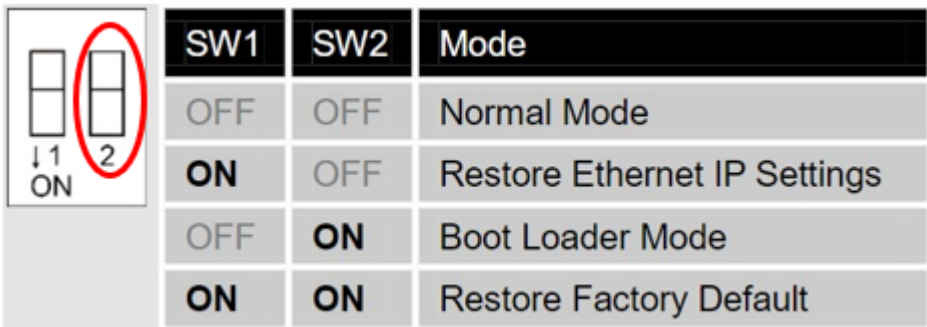 SW1 SW2 Mode
OFF OFF Normal Mode
ON OFF Restore Ethernet IP Settings
OFF ON Boot Loader Mode
ON ON Restore Factory Default
↓1 2
ON